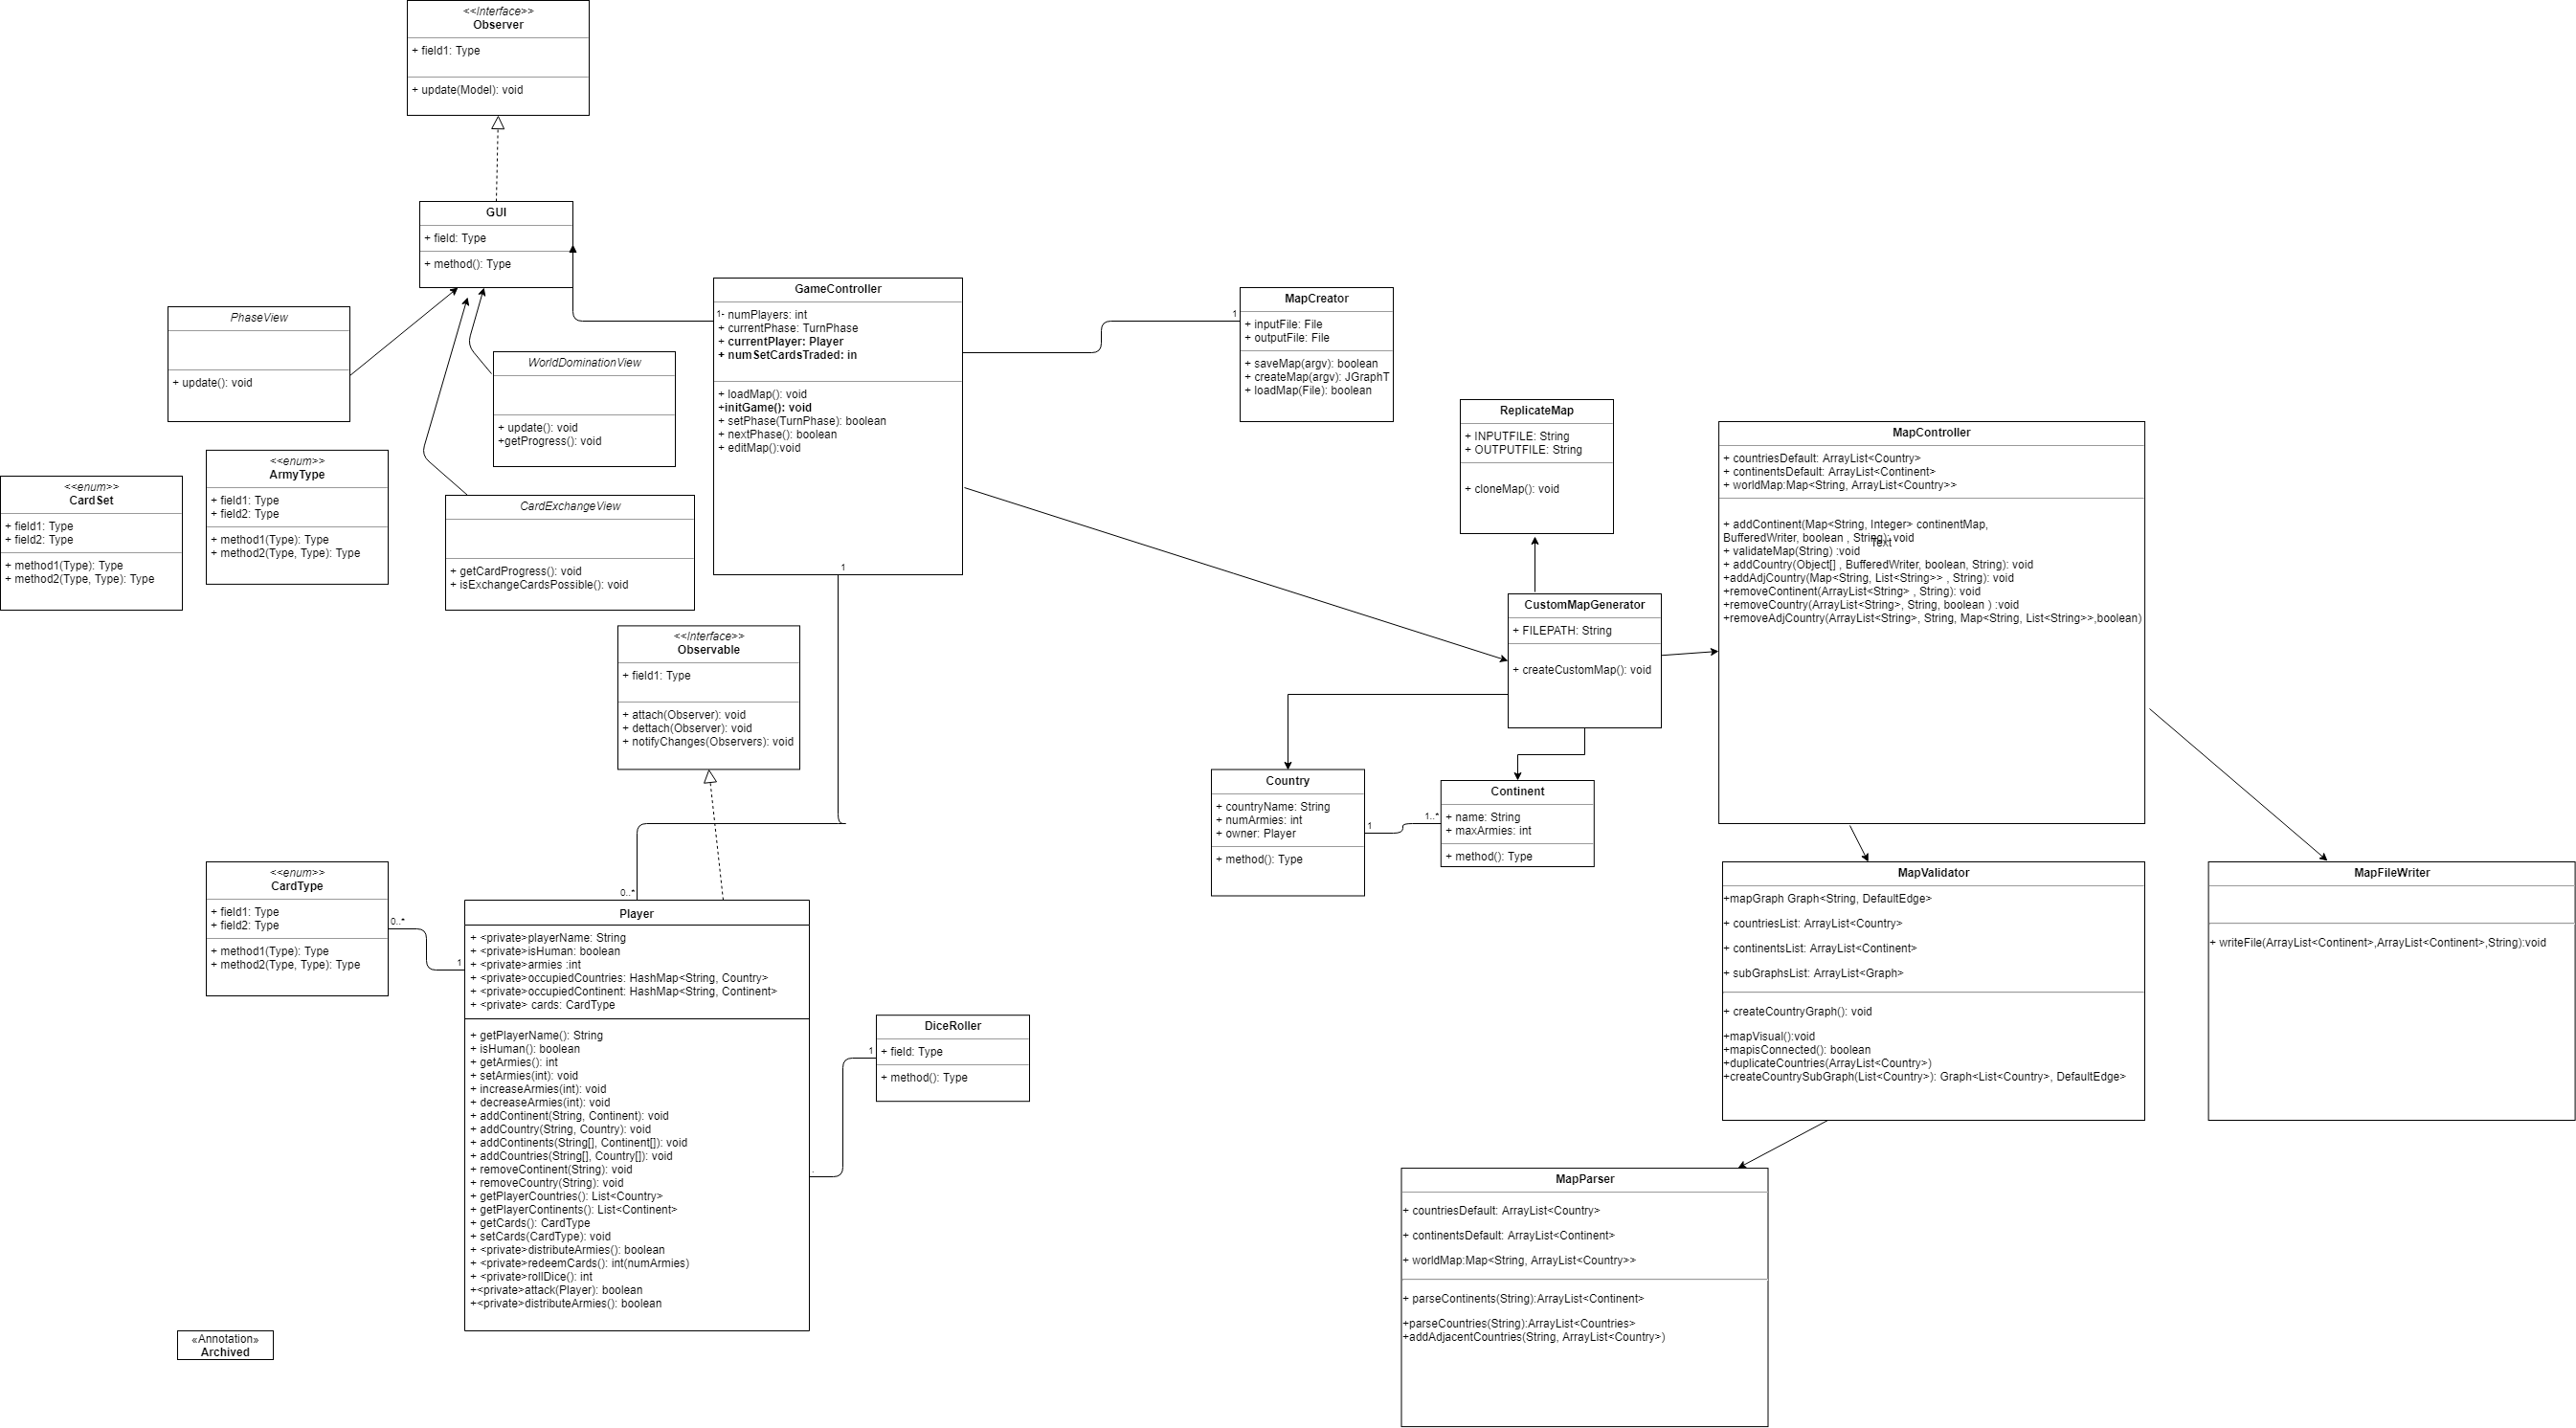 <<Interface>>
Observer
+ field1: Type
+ update(Model): void
GUI
+ field: Type
+ method(): Type
PhaseView
+ update(): void
WorldDominationView
+ update(): void
+getProgress(): void
<<enum>>
CardSet
+ field1: Type
+ field2: Type
+ method1(Type): Type
+ method2(Type, Type): Type
<<enum>>
ArmyType
+ field1: Type
+ field2: Type
+ method1(Type): Type
+ method2(Type, Type): Type
CardExchangeView
+ getCardProgress(): void
+ isExchangeCardsPossible(): void
GameController
1
- numPlayers: int
+ currentPhase: TurnPhase
+ currentPlayer: Player
+ numSetCardsTraded: in
+ loadMap(): void
+initGame(): void
+ setPhase(TurnPhase): boolean
+ nextPhase(): boolean
+ editMap():void
1
1
MapCreator
+ inputFile: File
+ outputFile: File
+ saveMap(argv): boolean
+ createMap(argv): JGraphT
+ loadMap(File): boolean
ReplicateMap
+ INPUTFILE: String
+ OUTPUTFILE: String
+ cloneMap(): void
MapController
+ countriesDefault: ArrayList<Country>
+ continentsDefault: ArrayList<Continent>
+ worldMap:Map<String, ArrayList<Country>>
+ addContinent(Map<String, Integer> continentMap,
BufferedWriter, boolean , String): void
Text
+ validateMap(String) :void
+ addCountry(Object[] , BufferedWriter, boolean, String): void
+addAdjCountry(Map<String, List<String>> , String): void
+removeContinent(ArrayList<String> , String): void
+removeCountry(ArrayList<String>, String, boolean ) :void
+removeAdjCountry(ArrayList<String>, String, Map<String, List<String>>,boolean)
CustomMapGenerator
+ FILEPATH: String
+ createCustomMap(): void
<<Interface>>
Observable
+ field1: Type
+ attach(Observer): void
+ dettach(Observer): void
+ notifyChanges(Observers): void
Country
+ countryName: String
+ numArmies: int
+ owner: Player
+ method(): Type
1
1..*
Continent
+ name: String
+ maxArmies: int
+ method(): Type
<<enum>>
CardType
+ field1: Type
+ field2: Type
+ method1(Type): Type
+ method2(Type, Type): Type
0..*
1
0..*
Player
+ <private>playerName: String
+ <private>isHuman: boolean
+ <private>armies :int
+ <private>occupiedCountries: HashMap<String, Country>
+ <private>occupiedContinent: HashMap<String, Continent>
+ <private> cards: CardType
+ getPlayerName(): String
+ isHuman(): boolean
+ getArmies(): int
+ setArmies(int): void
+ increaseArmies(int): void
+ decreaseArmies(int): void
+ addContinent(String, Continent): void
+ addCountry(String, Country): void
+ addContinents(String[], Continent[]): void
+ addCountries(String[], Country[]): void
+ removeContinent(String): void
+ removeCountry(String): void
+ getPlayerCountries(): List<Country>
+ getPlayerContinents(): List<Continent>
+ getCards(): CardType
+ setCards(CardType): void
+ <private>distributeArmies(): boolean
+ <private>redeemCards(): int(numArmies)
+ <private>rollDice(): int
+<private>attack(Player): boolean
+<private>distributeArmies(): boolean
.
1
DiceRoller
+ field: Type
+ method(): Type
MapValidator
+mapGraph Graph<String, DefaultEdge>
+ countriesList: ArrayList<Country>
+ continentsList: ArrayList<Continent>
+ subGraphsList: ArrayList<Graph>
+ createCountryGraph(): void
+mapVisual():void
+mapisConnected(): boolean
+duplicateCountries(ArrayList<Country>)
+createCountrySubGraph(List<Country>): Graph<List<Country>, DefaultEdge>
MapFileWriter
+ writeFile(ArrayList<Continent>,ArrayList<Continent>,String):void
MapParser
+ countriesDefault: ArrayList<Country>
+ continentsDefault: ArrayList<Continent>
+ worldMap:Map<String, ArrayList<Country>>
+ parseContinents(String):ArrayList<Continent>
+parseCountries(String):ArrayList<Countries>
+addAdjacentCountries(String, ArrayList<Country>)
«Annotation»
Archived